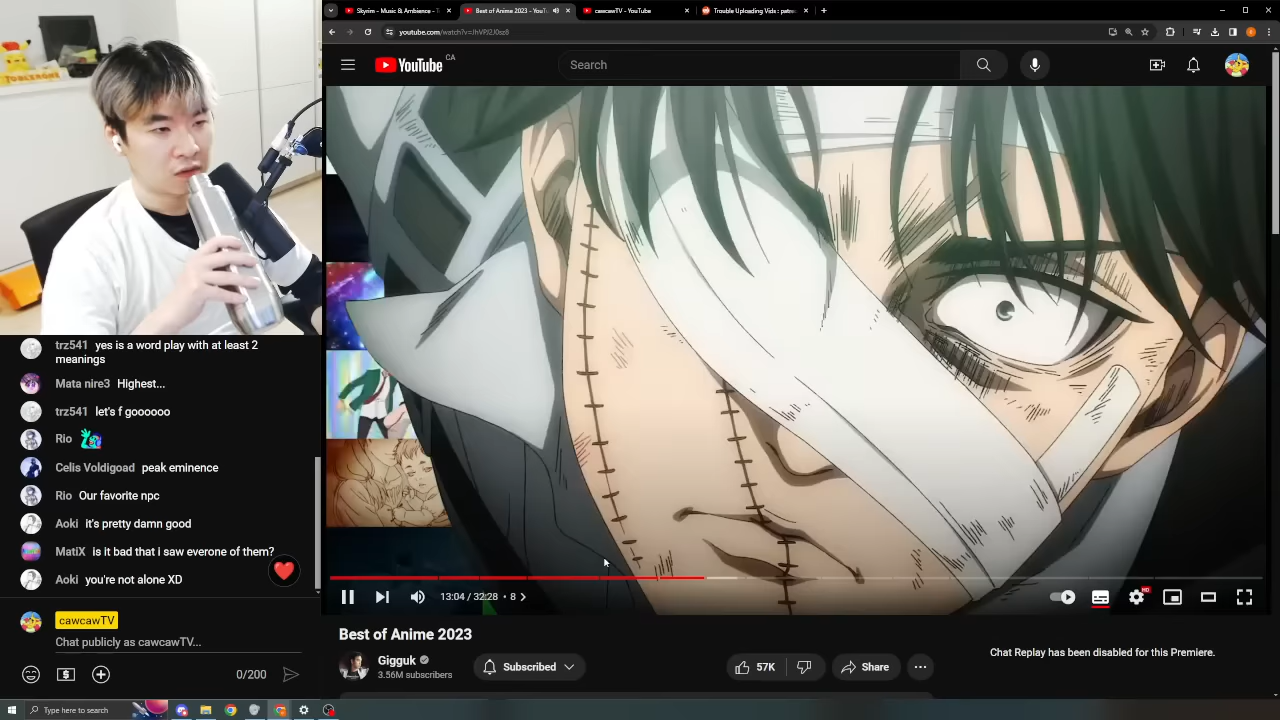 Skyrim - Music & Ambience - T
Best of Anime 2023 - YouTu
cawcawTV - YouTube
Trouble Uploading Vids : patre
youtube.com/watch?v=
YouTube CA
Search
TOBLERONE
trz541 yes is a word play with at least 2
meanings
Mata nire3 Highest...
trz541 let's f goooooo
Rio
Celis Voldigoad peak eminence
Rio Our favorite npc
Aoki it's pretty damn good
MatiX is it bad that i saw everone of them?
Aoki you're not alone XD
cawcawTV
Chat publicly as cawcawTV...
0/200
13:04 / 32:28 • 8
HD
Best of Anime 2023
Gigguk
3.56M subscribers
Subscribed
57K
Share
Chat Replay has been disabled for this Premiere.
Type here to search